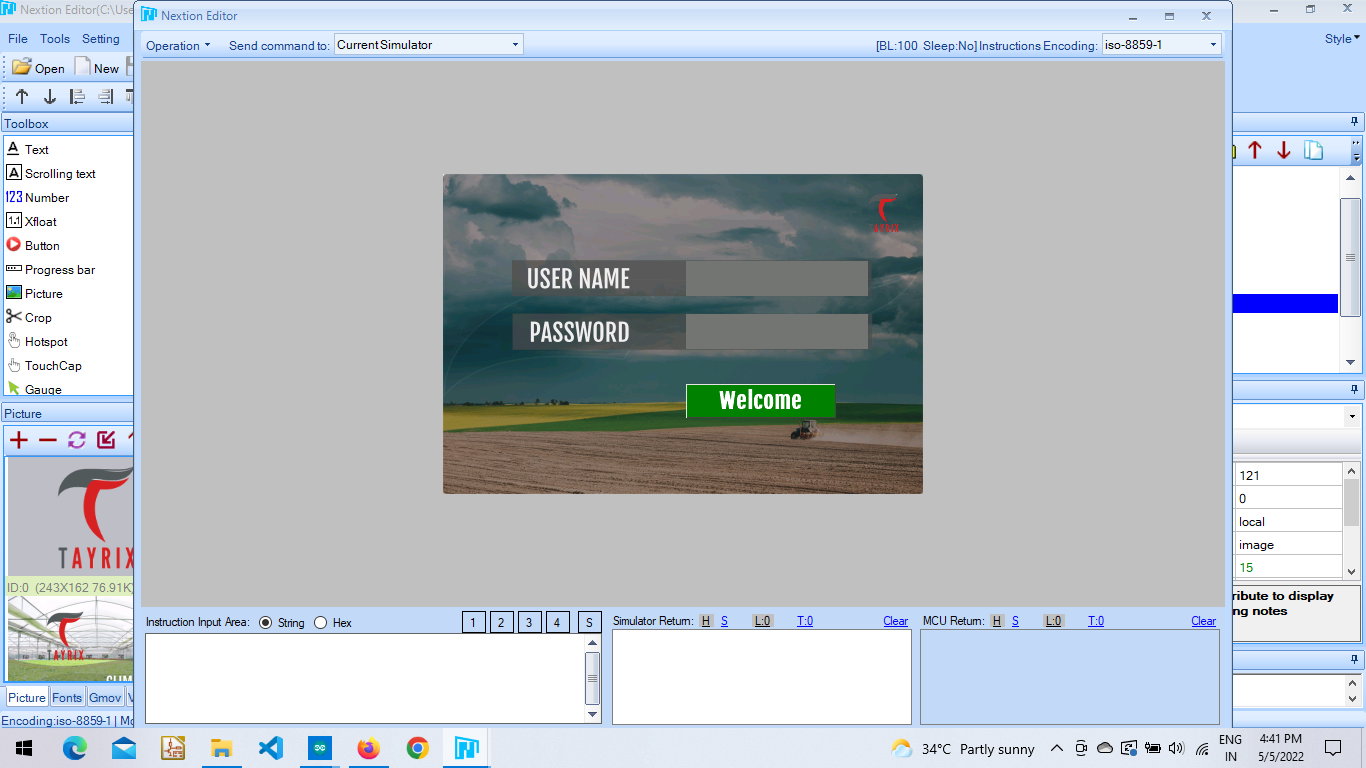 Nextion Editor(C:\Use
Nextion Editor
File Tools Setting
Operation Send command to: CurrentSimulator [BL:100 Sleep:No] Instructions Encoding: iso-8859-1
Style
Open New
Toolbox
Text
Scrolling text
123 Number
1.1 Xfloat
Button
Progress bar
Picture
Crop
Hotspot
TouchCap
Gauge
USER NAME
PASSWORD
Welcome
Picture
TAYRIX
ID:0 (243X162 76.91K)
TAYRIX
121
0
local
image
15
ribute to display
ng notes
Instruction Input Area: String Hex 1 2 3 4 S
Simulator Return: H S L:0 T:0 Clear
MCU Return: H S L:0 T:0 Clear
Picture Fonts Gmov V
Encoding:iso-8859-1 | Mo
34°C Partly sunny
ENG
IN
4:41 PM
5/5/2022